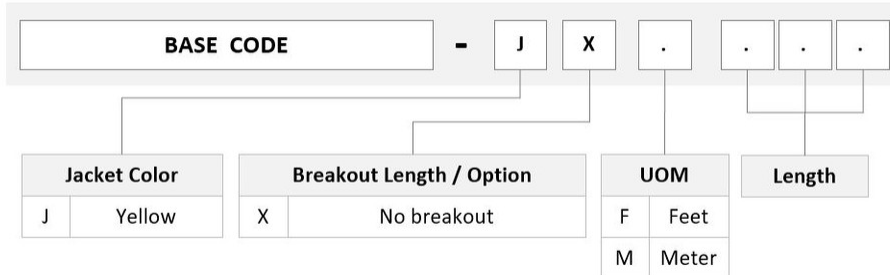 BASE CODE - J X . . . .
Jacket Color
J Yellow
Breakout Length / Option
X No breakout
UOM
F Feet
M Meter
Length